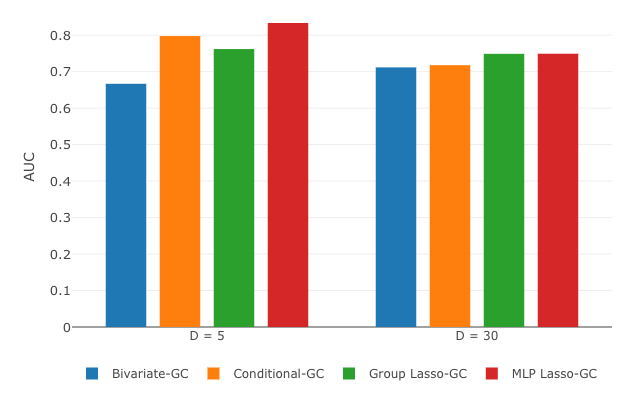 0.8
0.7
0.6
0.5
0.4
0.3
0.2
0.1
0
AUC
D = 5
D = 30
Bivariate-GC
Conditional-GC
Group Lasso-GC
MLP Lasso-GC